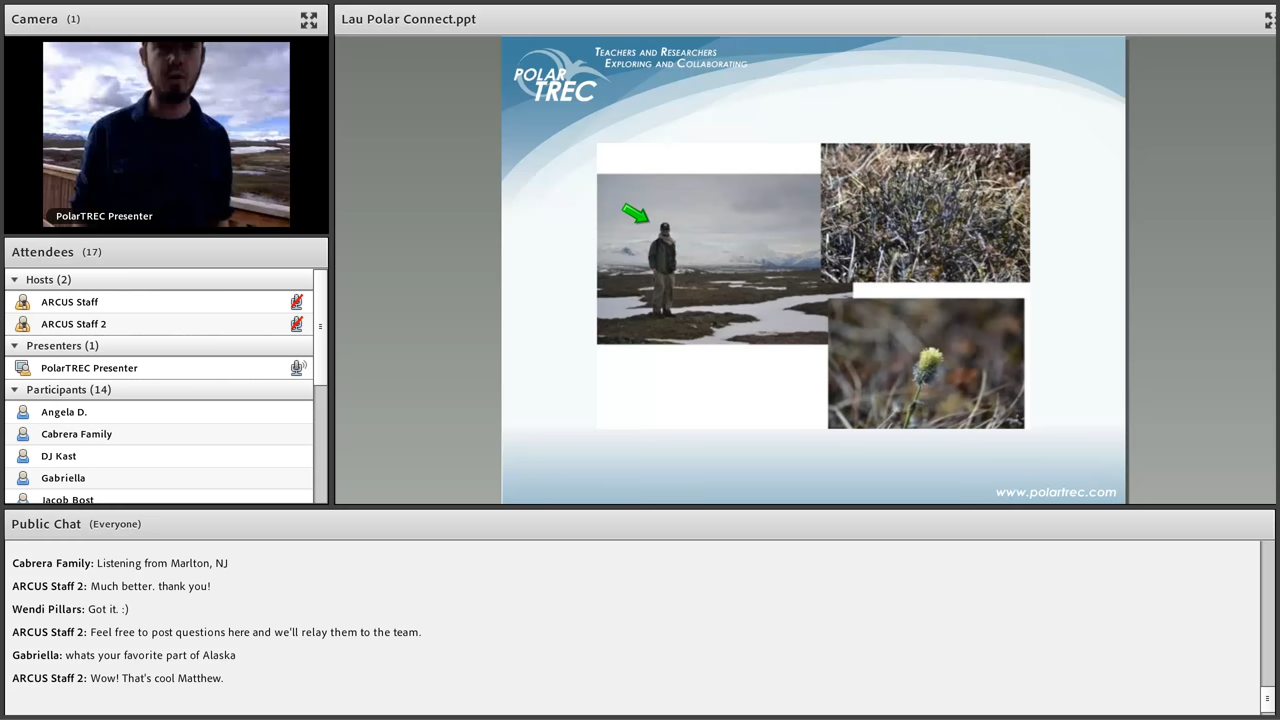 Camera (1)
PolarTREC Presenter
Attendees (17)
Hosts (2)
ARCUS Staff
ARCUS Staff 2
Presenters (1)
PolarTREC Presenter
Participants (14)
Angela D.
Cabrera Family
DJ Kast
Gabriella
Jacob Bost
Lau Polar Connect.ppt
TEACHERS AND RESEARCHERS
EXPLORING AND COLLABORATING
POLAR
TREC
www.polartrec.com
Public Chat (Everyone)
Cabrera Family: Listening from Marlton, NJ
ARCUS Staff 2: Much better. thank you!
Wendi Pillars: Got it. :)
ARCUS Staff 2: Feel free to post questions here and we'll relay them to the team.
Gabriella: whats your favorite part of Alaska
ARCUS Staff 2: Wow! That's cool Matthew.